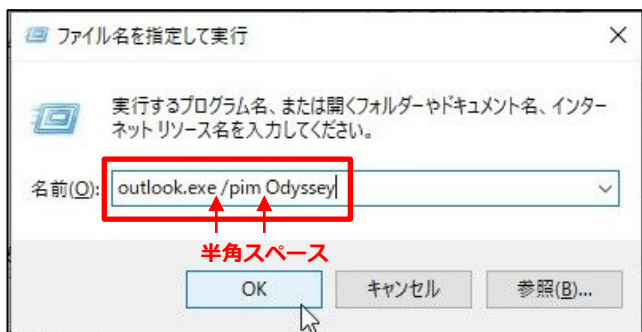 ファイル名を指定して実行
実行するプログラム名、または開くフォルダーやドキュメント名、インター
ネット リソース名を入力してください。
名前(O): outlook.exe /pim Odyssey
半角スペース
OK キャンセル 参照(B)...